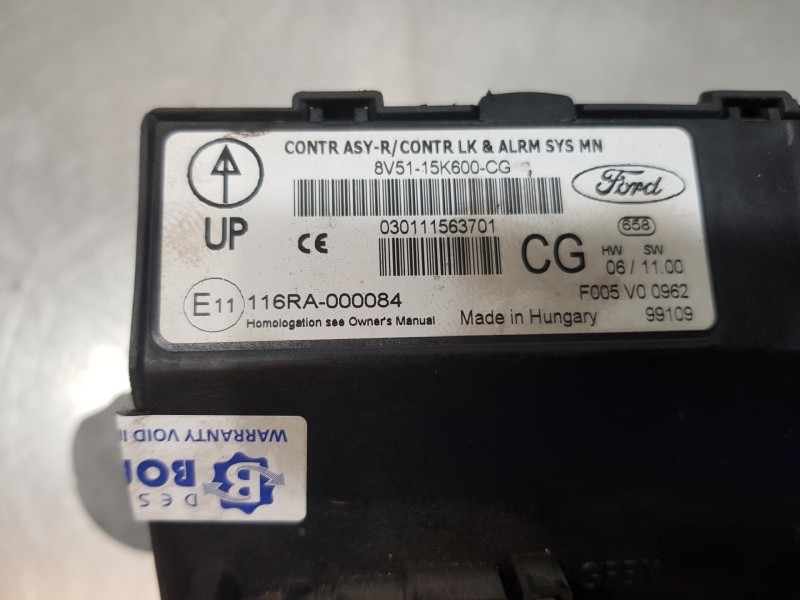 CONTR ASY-R/CONTR LK & ALRM SYS MN
8V51-15K600-CG
Ford
UP
CE
030111563701
CG
658
HW SW
06 / 11.00
E11 116RA-000084
F005 V0 0962
Homologation see Owner's Manual
Made in Hungary
99109
WARRANTY VOID
B BO
DES